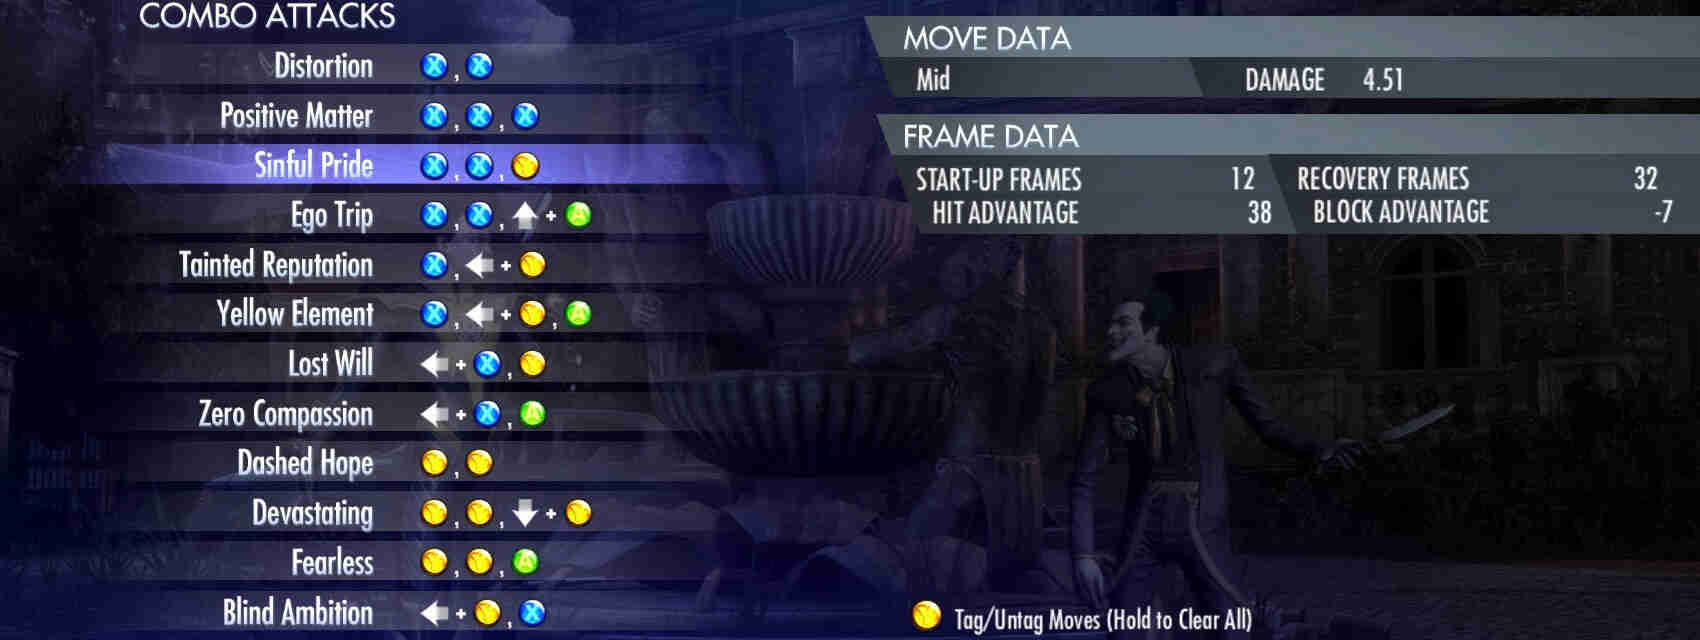 COMBO ATTACKS
Distortion X , X
Positive Matter X , X , X
Sinful Pride X , X , Y
Ego Trip X , X , ⬆ + A
Tainted Reputation X , ⬅ + Y
Yellow Element X , ⬅ + Y , A
Lost Will ⬅ + X , Y
Zero Compassion ⬅ + X , A
Dashed Hope Y , Y
Devastating Y , Y , ⬇ + Y
Fearless Y , Y , A
Blind Ambition ⬅ + Y , X
MOVE DATA
Mid DAMAGE 4.51
FRAME DATA
START-UP FRAMES 12 RECOVERY FRAMES 32
HIT ADVANTAGE 38 BLOCK ADVANTAGE -7
Y Tag/Untag Moves (Hold to Clear All)